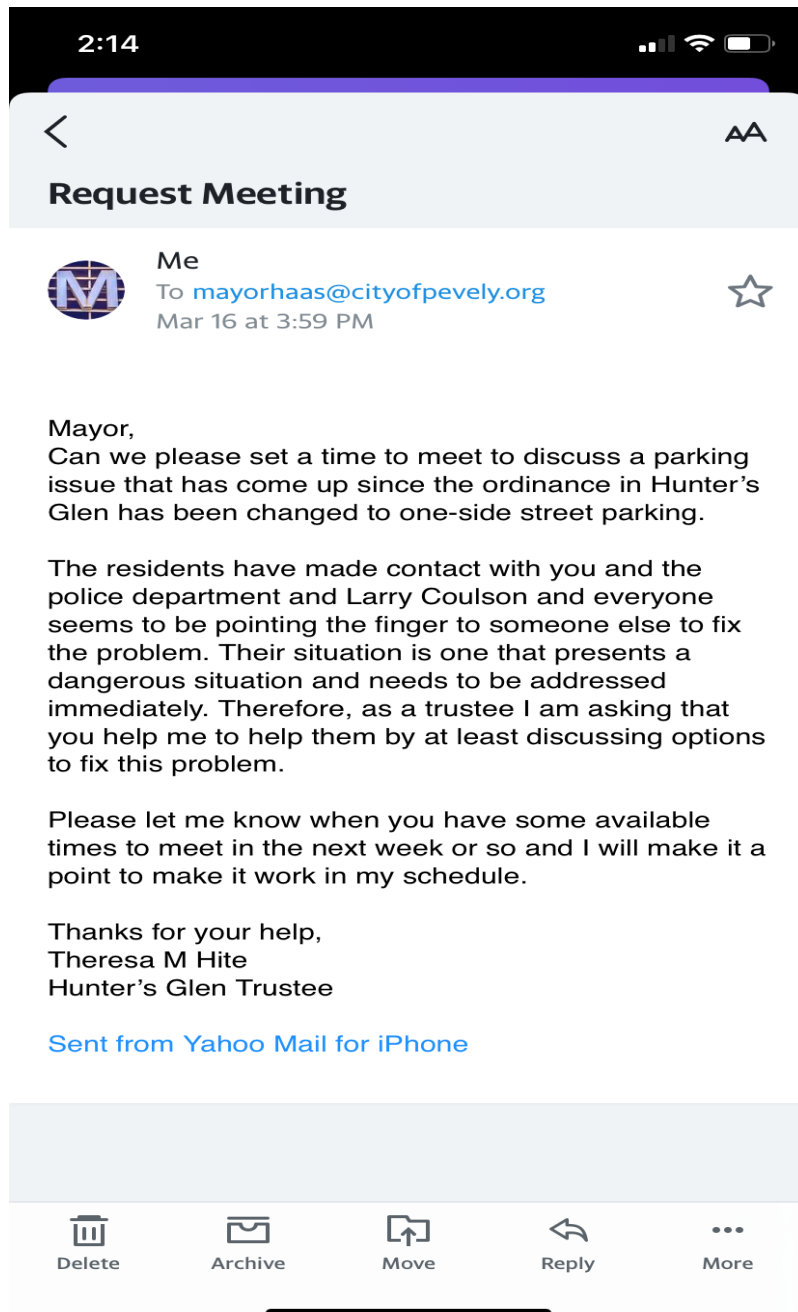 2:14
AA
Request Meeting
M
Me
To mayorhaas@cityofpevely.org
Mar 16 at 3:59 PM
Mayor,
Can we please set a time to meet to discuss a parking
issue that has come up since the ordinance in Hunter’s
Glen has been changed to one-side street parking.
The residents have made contact with you and the
police department and Larry Coulson and everyone
seems to be pointing the finger to someone else to fix
the problem. Their situation is one that presents a
dangerous situation and needs to be addressed
immediately. Therefore, as a trustee I am asking that
you help me to help them by at least discussing options
to fix this problem.
Please let me know when you have some available
times to meet in the next week or so and I will make it a
point to make it work in my schedule.
Thanks for your help,
Theresa M Hite
Hunter’s Glen Trustee
Sent from Yahoo Mail for iPhone
Delete Archive Move Reply More